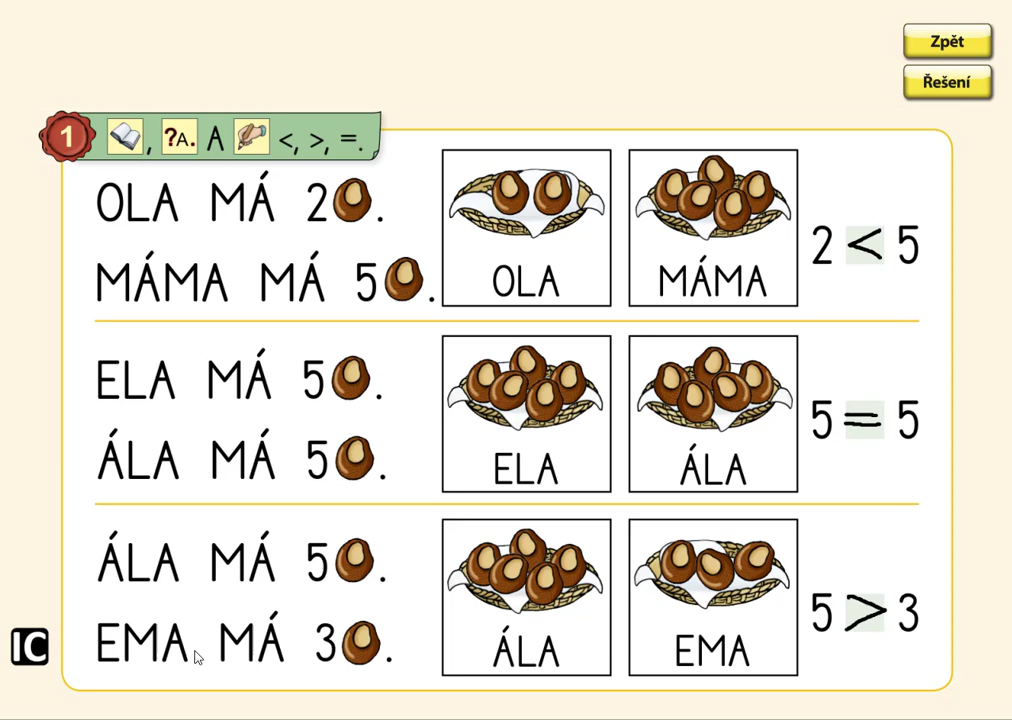 Zpět
Řešení
1 , ?A. A <, >, =.
OLA MÁ 2 .
MÁMA MÁ 5 .
OLA
MÁMA
2 < 5
ELA MÁ 5 .
ÁLA MÁ 5 .
ELA
ÁLA
5 = 5
ÁLA MÁ 5 .
EMA MÁ 3 .
ÁLA
EMA
5 > 3
IC